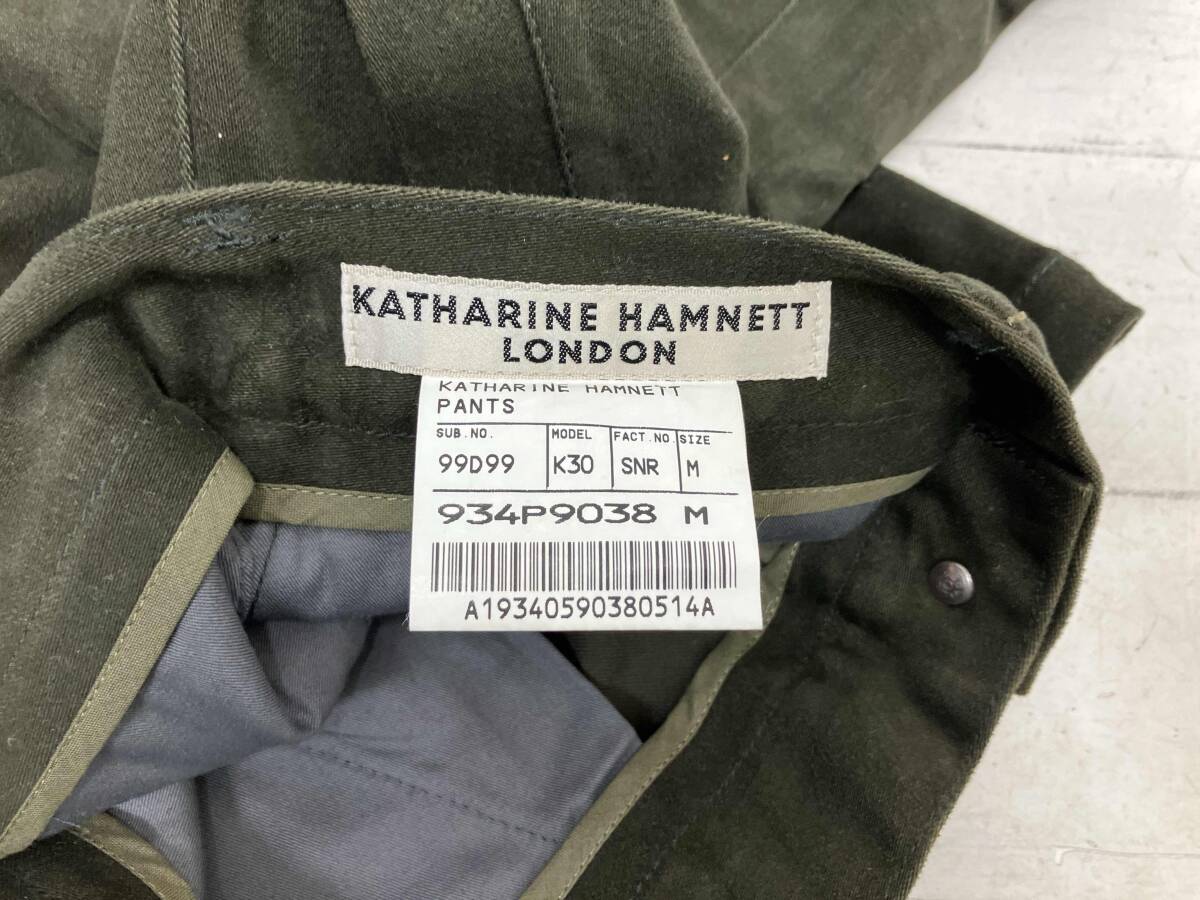 KATHARINE HAMNETT
LONDON
KATHARINE HAMNETT
PANTS
SUB.NO. MODEL FACT.NO. SIZE
99D99 K30 SNR M
934P9038 M
A19340590380514A